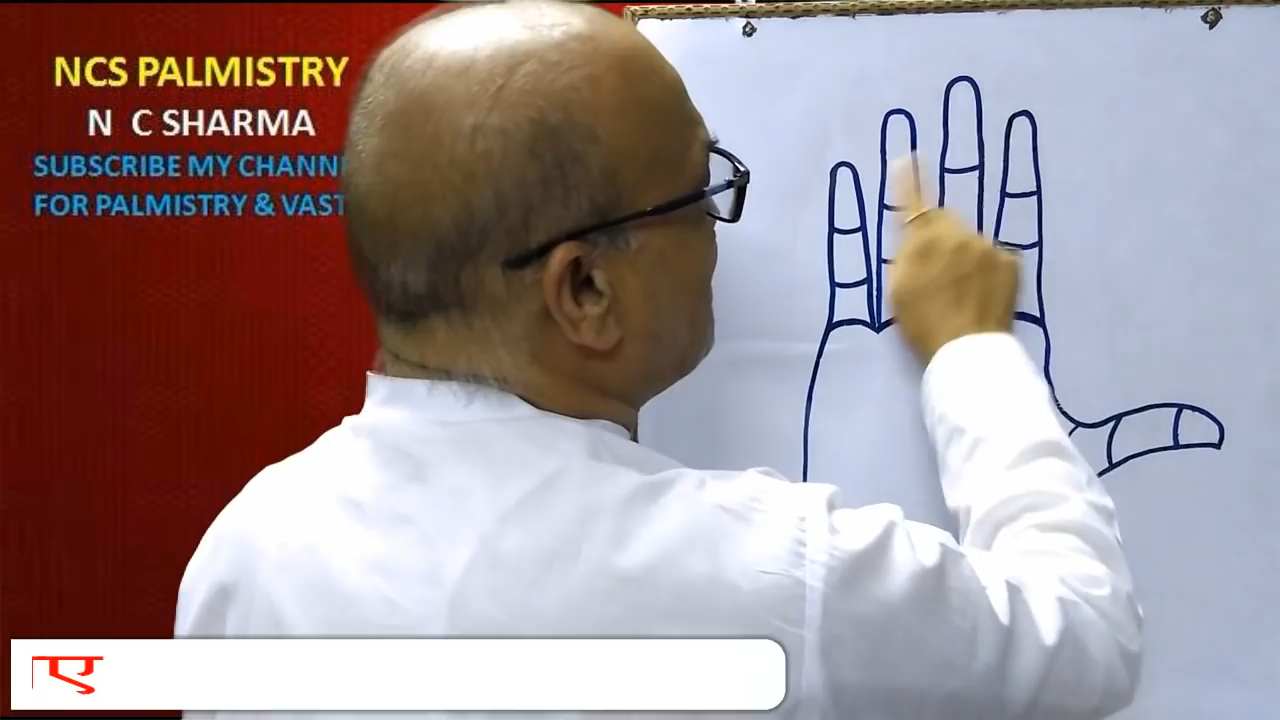 NCS PALMISTRY
N C SHARMA
SUBSCRIBE MY CHANN
FOR PALMISTRY & VAST
ए